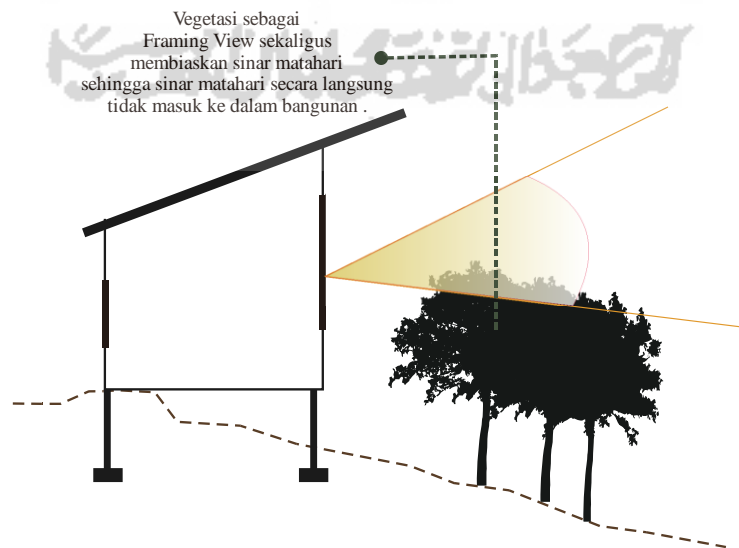 Vegetasi sebagai
Framing View sekaligus
membiaskan sinar matahari
sehingga sinar matahari secara langsung
tidak masuk ke dalam bangunan .